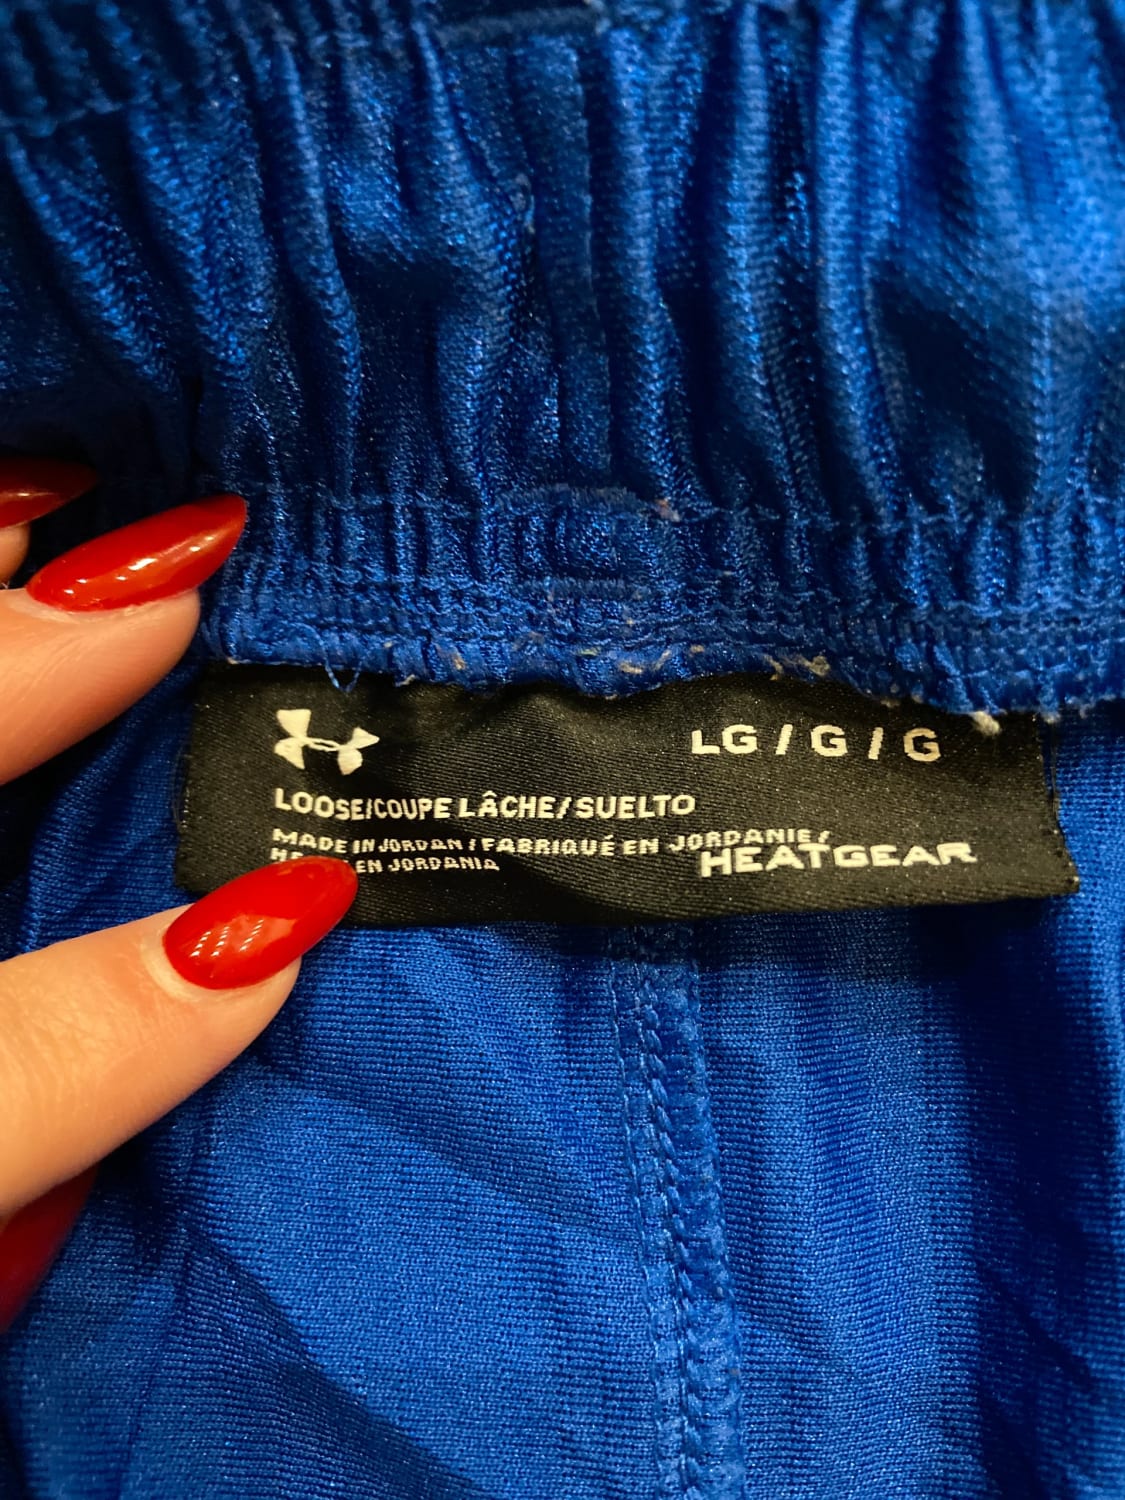 LG / G / G
LOOSE/COUPE LÂCHE/SUELTO
MADE IN JORDAN / FABRIQUÉ EN JORDANIE /
EN JORDANIA
HEATGEAR